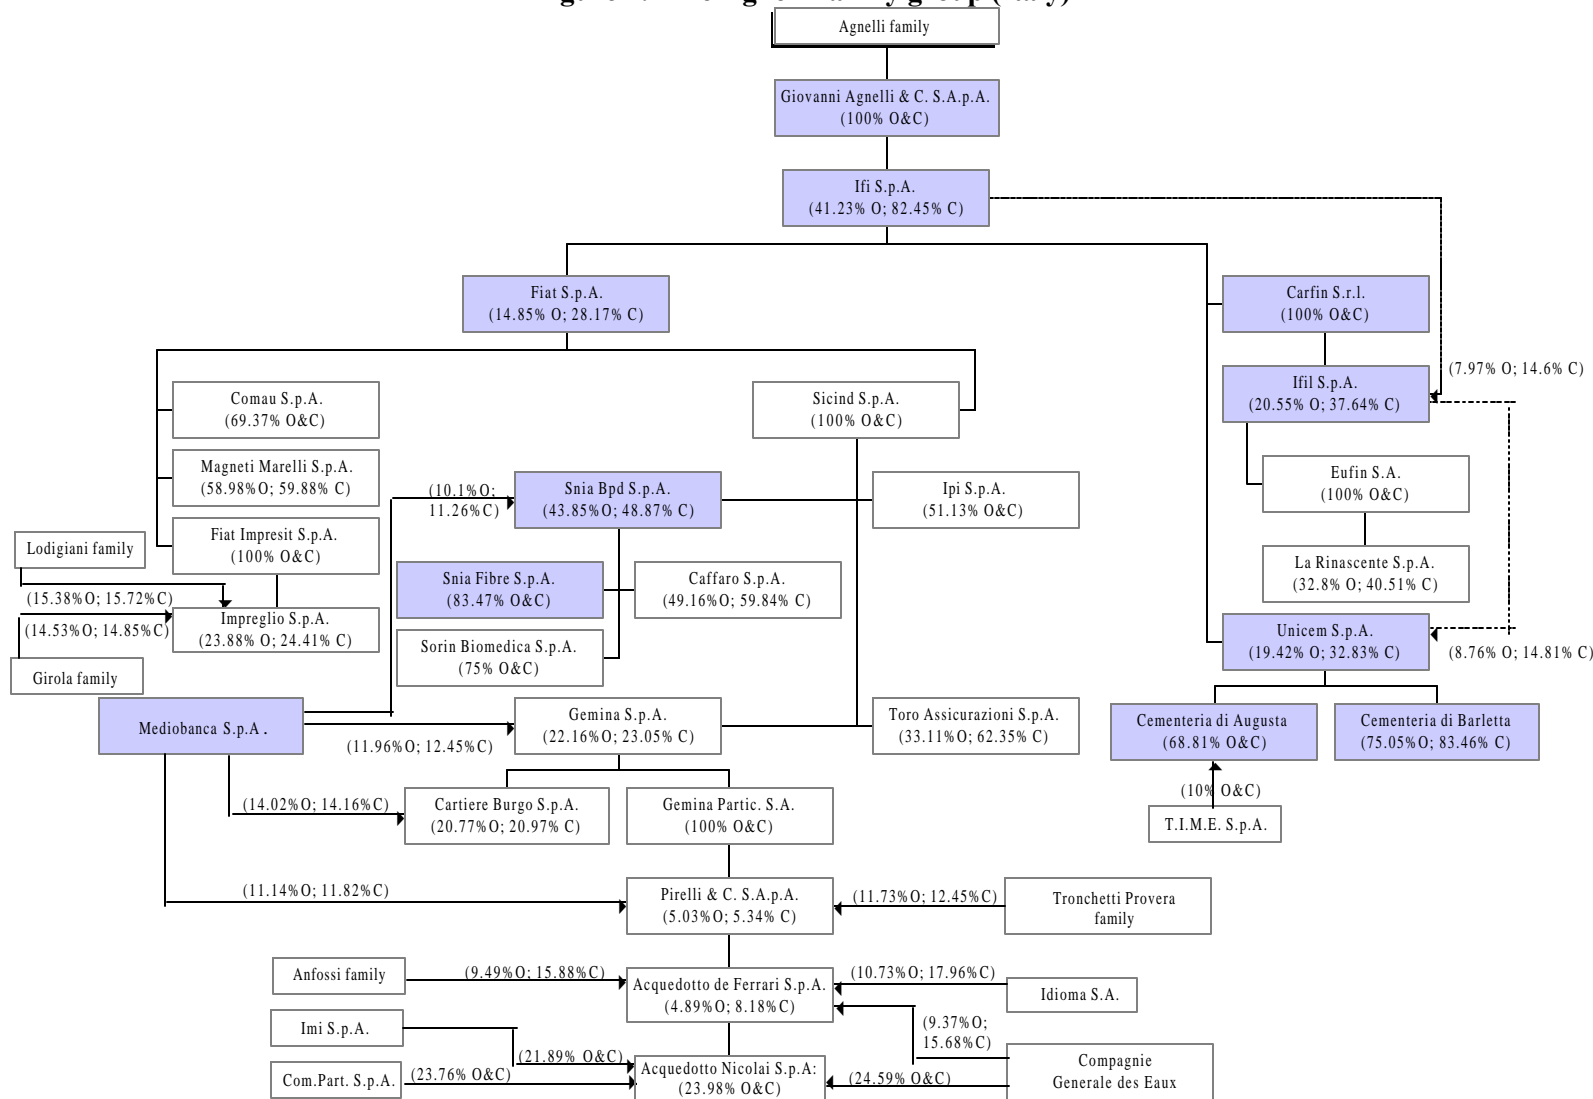 Agnelli family
Giovanni Agnelli & C. S.A.p.A.
(100% O&C)
Ifi S.p.A.
(41.23% O; 82.45% C)
Fiat S.p.A.
(14.85% O; 28.17% C)
Carfin S.r.l.
(100% O&C)
(7.97% O; 14.6% C)
Ifil S.p.A.
(20.55% O; 37.64% C)
Comau S.p.A.
(69.37% O&C)
Sicind S.p.A.
(100% O&C)
Magneti Marelli S.p.A.
(58.98%O; 59.88% C)
(10.1%O;
11.26%C)
Snia Bpd S.p.A.
(43.85%O; 48.87% C)
Ipi S.p.A.
(51.13% O&C)
Eufin S.A.
(100% O&C)
Lodigiani family
Fiat Impresit S.p.A.
(100% O&C)
La Rinascente S.p.A.
(32.8% O; 40.51% C)
Snia Fibre S.p.A.
(83.47% O&C)
Caffaro S.p.A.
(49.16%O; 59.84% C)
(15.38%O; 15.72%C)
Impreglio S.p.A.
(23.88% O; 24.41% C)
(14.53%O; 14.85%C)
Girola family
Sorin Biomedica S.p.A.
(75% O&C)
Unicem S.p.A.
(19.42% O; 32.83% C)
(8.76% O; 14.81% C)
Mediobanca S.p.A.
(11.96%O; 12.45%C)
Gemina S.p.A.
(22.16%O; 23.05% C)
Toro Assicurazioni S.p.A.
(33.11%O; 62.35% C)
Cementeria di Augusta
(68.81% O&C)
Cementeria di Barletta
(75.05%O; 83.46% C)
(10% O&C)
T.I.M.E. S.p.A.
(14.02%O; 14.16%C)
Cartiere Burgo S.p.A.
(20.77%O; 20.97% C)
Gemina Partic. S.A.
(100% O&C)
(11.14%O; 11.82%C)
Pirelli & C. S.A.p.A.
(5.03%O; 5.34% C)
(11.73%O; 12.45%C)
Tronchetti Provera
family
Anfossi family
(9.49%O; 15.88%C)
Acquedotto de Ferrari S.p.A.
(4.89%O; 8.18%C)
(10.73%O; 17.96%C)
Idioma S.A.
Imi S.p.A.
(9.37%O;
15.68%C)
(21.89% O&C)
Com.Part. S.p.A.
(23.76% O&C)
Acquedotto Nicolai S.p.A:
(23.98% O&C)
(24.59% O&C)
Compagnie
Generale des Eaux